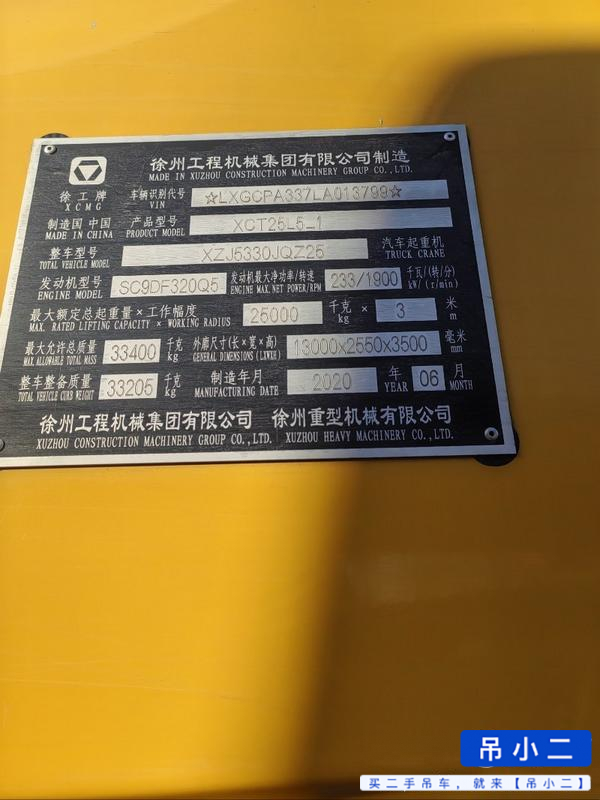 徐州工程机械集团有限公司制造
MADE IN XUZHOU CONSTRUCTION MACHINERY GROUP CO.,LTD.
徐工牌
XCMG
车辆识别代号 ☆LXGCPA337LA013799☆
VIN
制造国 中国 产品型号 XCT25L5_1
MADE IN CHINA PRODUCT MODEL
整车型号 XZJ5330JQZ25 汽车起重机
TOTAL VEHICLE MODEL TRUCK CRANE
发动机型号 SC9DF320Q5 发动机最大净功率/转速 233/1900 千瓦/(转/分)
ENGINE MODEL ENGINE MAX.NET POWER/RPM kW/(r/min)
最大额定总起重量×工作幅度 25000 千克 × 3 米
MAX. RATED LIFTING CAPACITY × WORKING RADIUS kg m
最大允许总质量 33400 千克 外廓尺寸(长×宽×高) 13000x2550x3500 毫米
MAX ALLOWABLE TOTAL MASS kg GENERAL DIMENSIONS (LXWXH) mm
整车整备质量 33205 千克 制造年月 2020 年 06 月
TOTAL VEHICLE CURB WEIGHT kg MANUFACTURING DATE YEAR MONTH
徐州工程机械集团有限公司 徐州重型机械有限公司
XUZHOU CONSTRUCTION MACHINERY GROUP CO.,LTD. XUZHOU HEAVY MACHINERY CO.,LTD.
吊小二
买二手吊车，就来【吊小二】